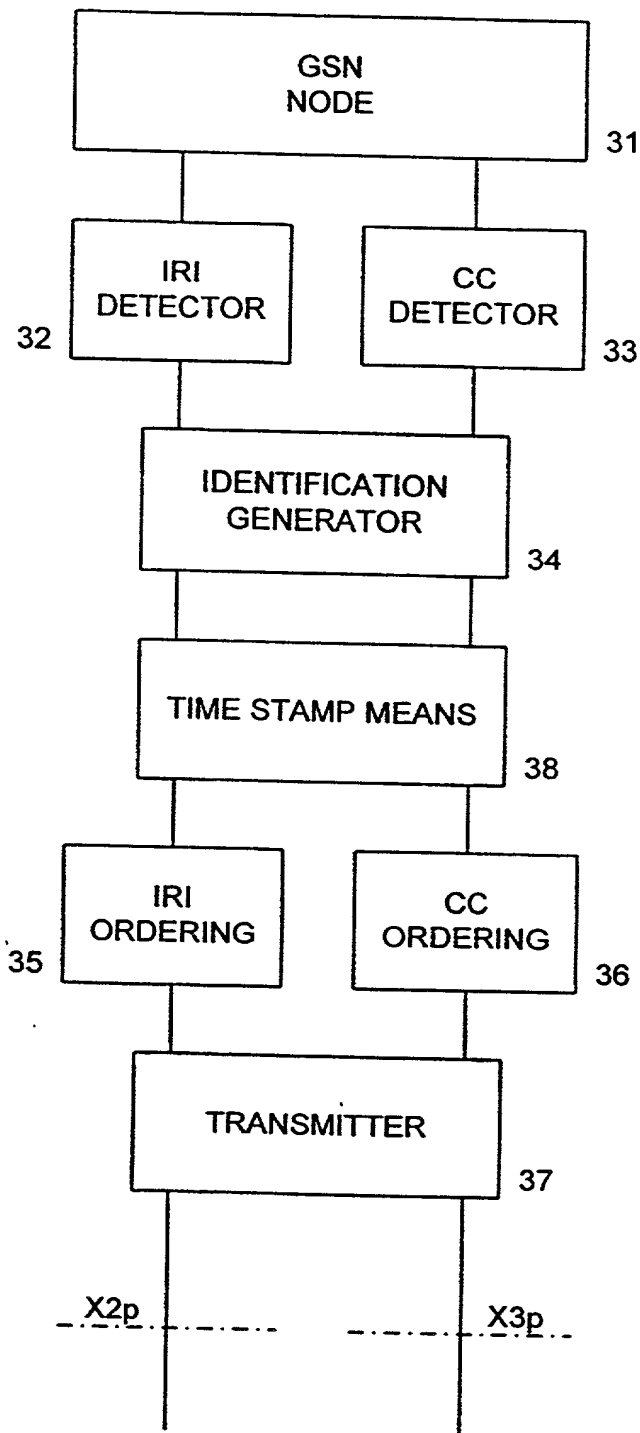 GSN
NODE
31
IRI
DETECTOR
32
CC
DETECTOR
33
IDENTIFICATION
GENERATOR
34
TIME STAMP MEANS
38
IRI
ORDERING
35
CC
ORDERING
36
TRANSMITTER
37
X2p
X3p